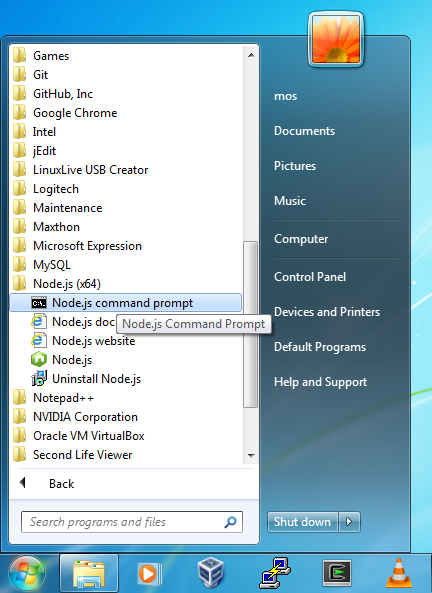 Games
Git
GitHub, Inc
Google Chrome
Intel
jEdit
LinuxLive USB Creator
Logitech
Maintenance
Maxthon
Microsoft Expression
MySQL
Node.js (x64)
Node.js command prompt
Node.js doc
Node.js Command Prompt
Node.js website
Node.js
Uninstall Node.js
Notepad++
NVIDIA Corporation
Oracle VM VirtualBox
Second Life Viewer
Back
Search programs and files
mos
Documents
Pictures
Music
Computer
Control Panel
Devices and Printers
Default Programs
Help and Support
Shut down